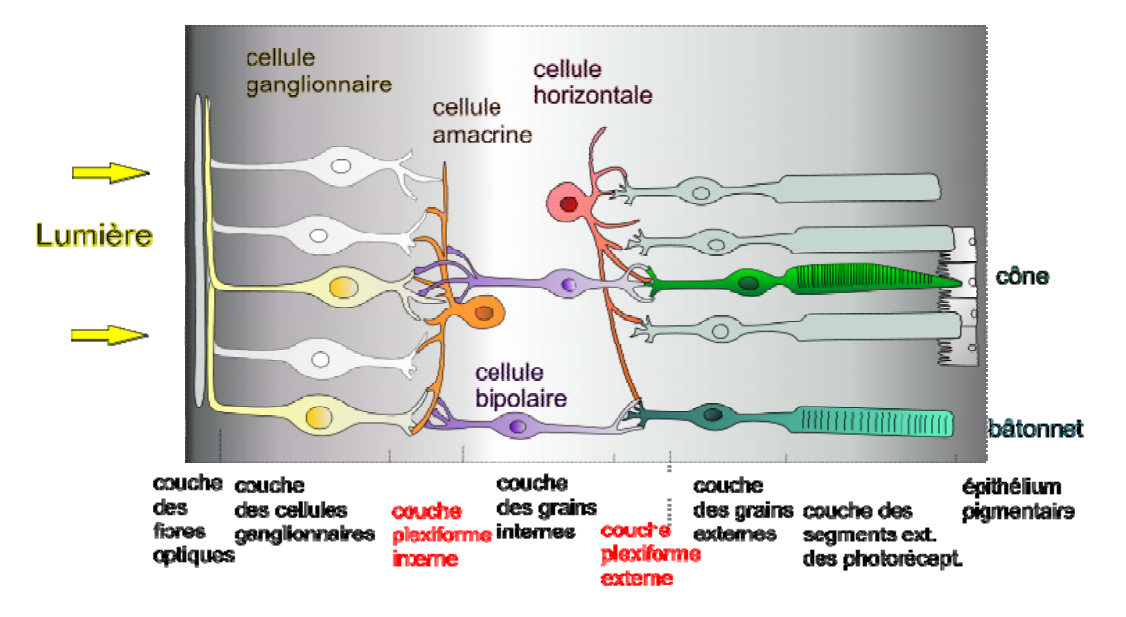 cellule
ganglionnaire
cellule
amacrine
cellule
horizontale
Lumière
cône
cellule
bipolaire
bâtonnet
couche
des
fibres
optiques
couche
des cellules
ganglionnaires
couche
plexiforme
interne
couche
des grains
internes
couche
plexiforme
externe
couche
des grains
externes
couche des
segments ext.
des photorécept.
épithélium
pigmentaire